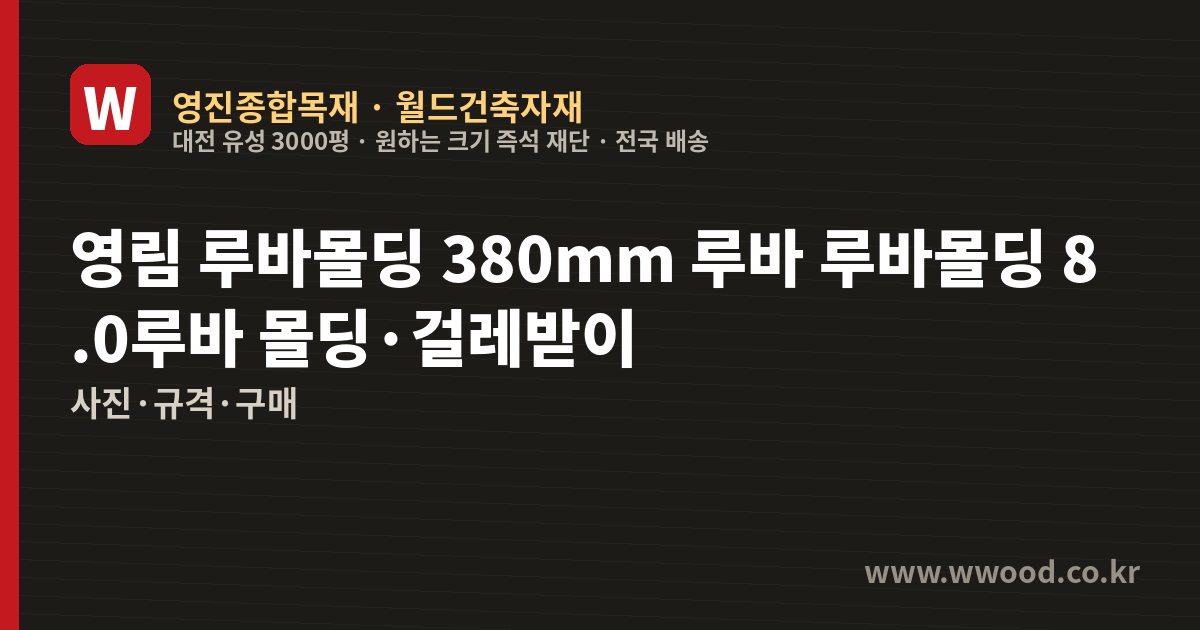 W
영진종합목재 · 월드건축자재
대전 유성 3000평 · 원하는 크기 즉석 재단 · 전국 배송
영림 루바몰딩 380mm 루바 루바몰딩 8
.0루바 몰딩·걸레받이
사진·규격·구매
www.wwood.co.kr